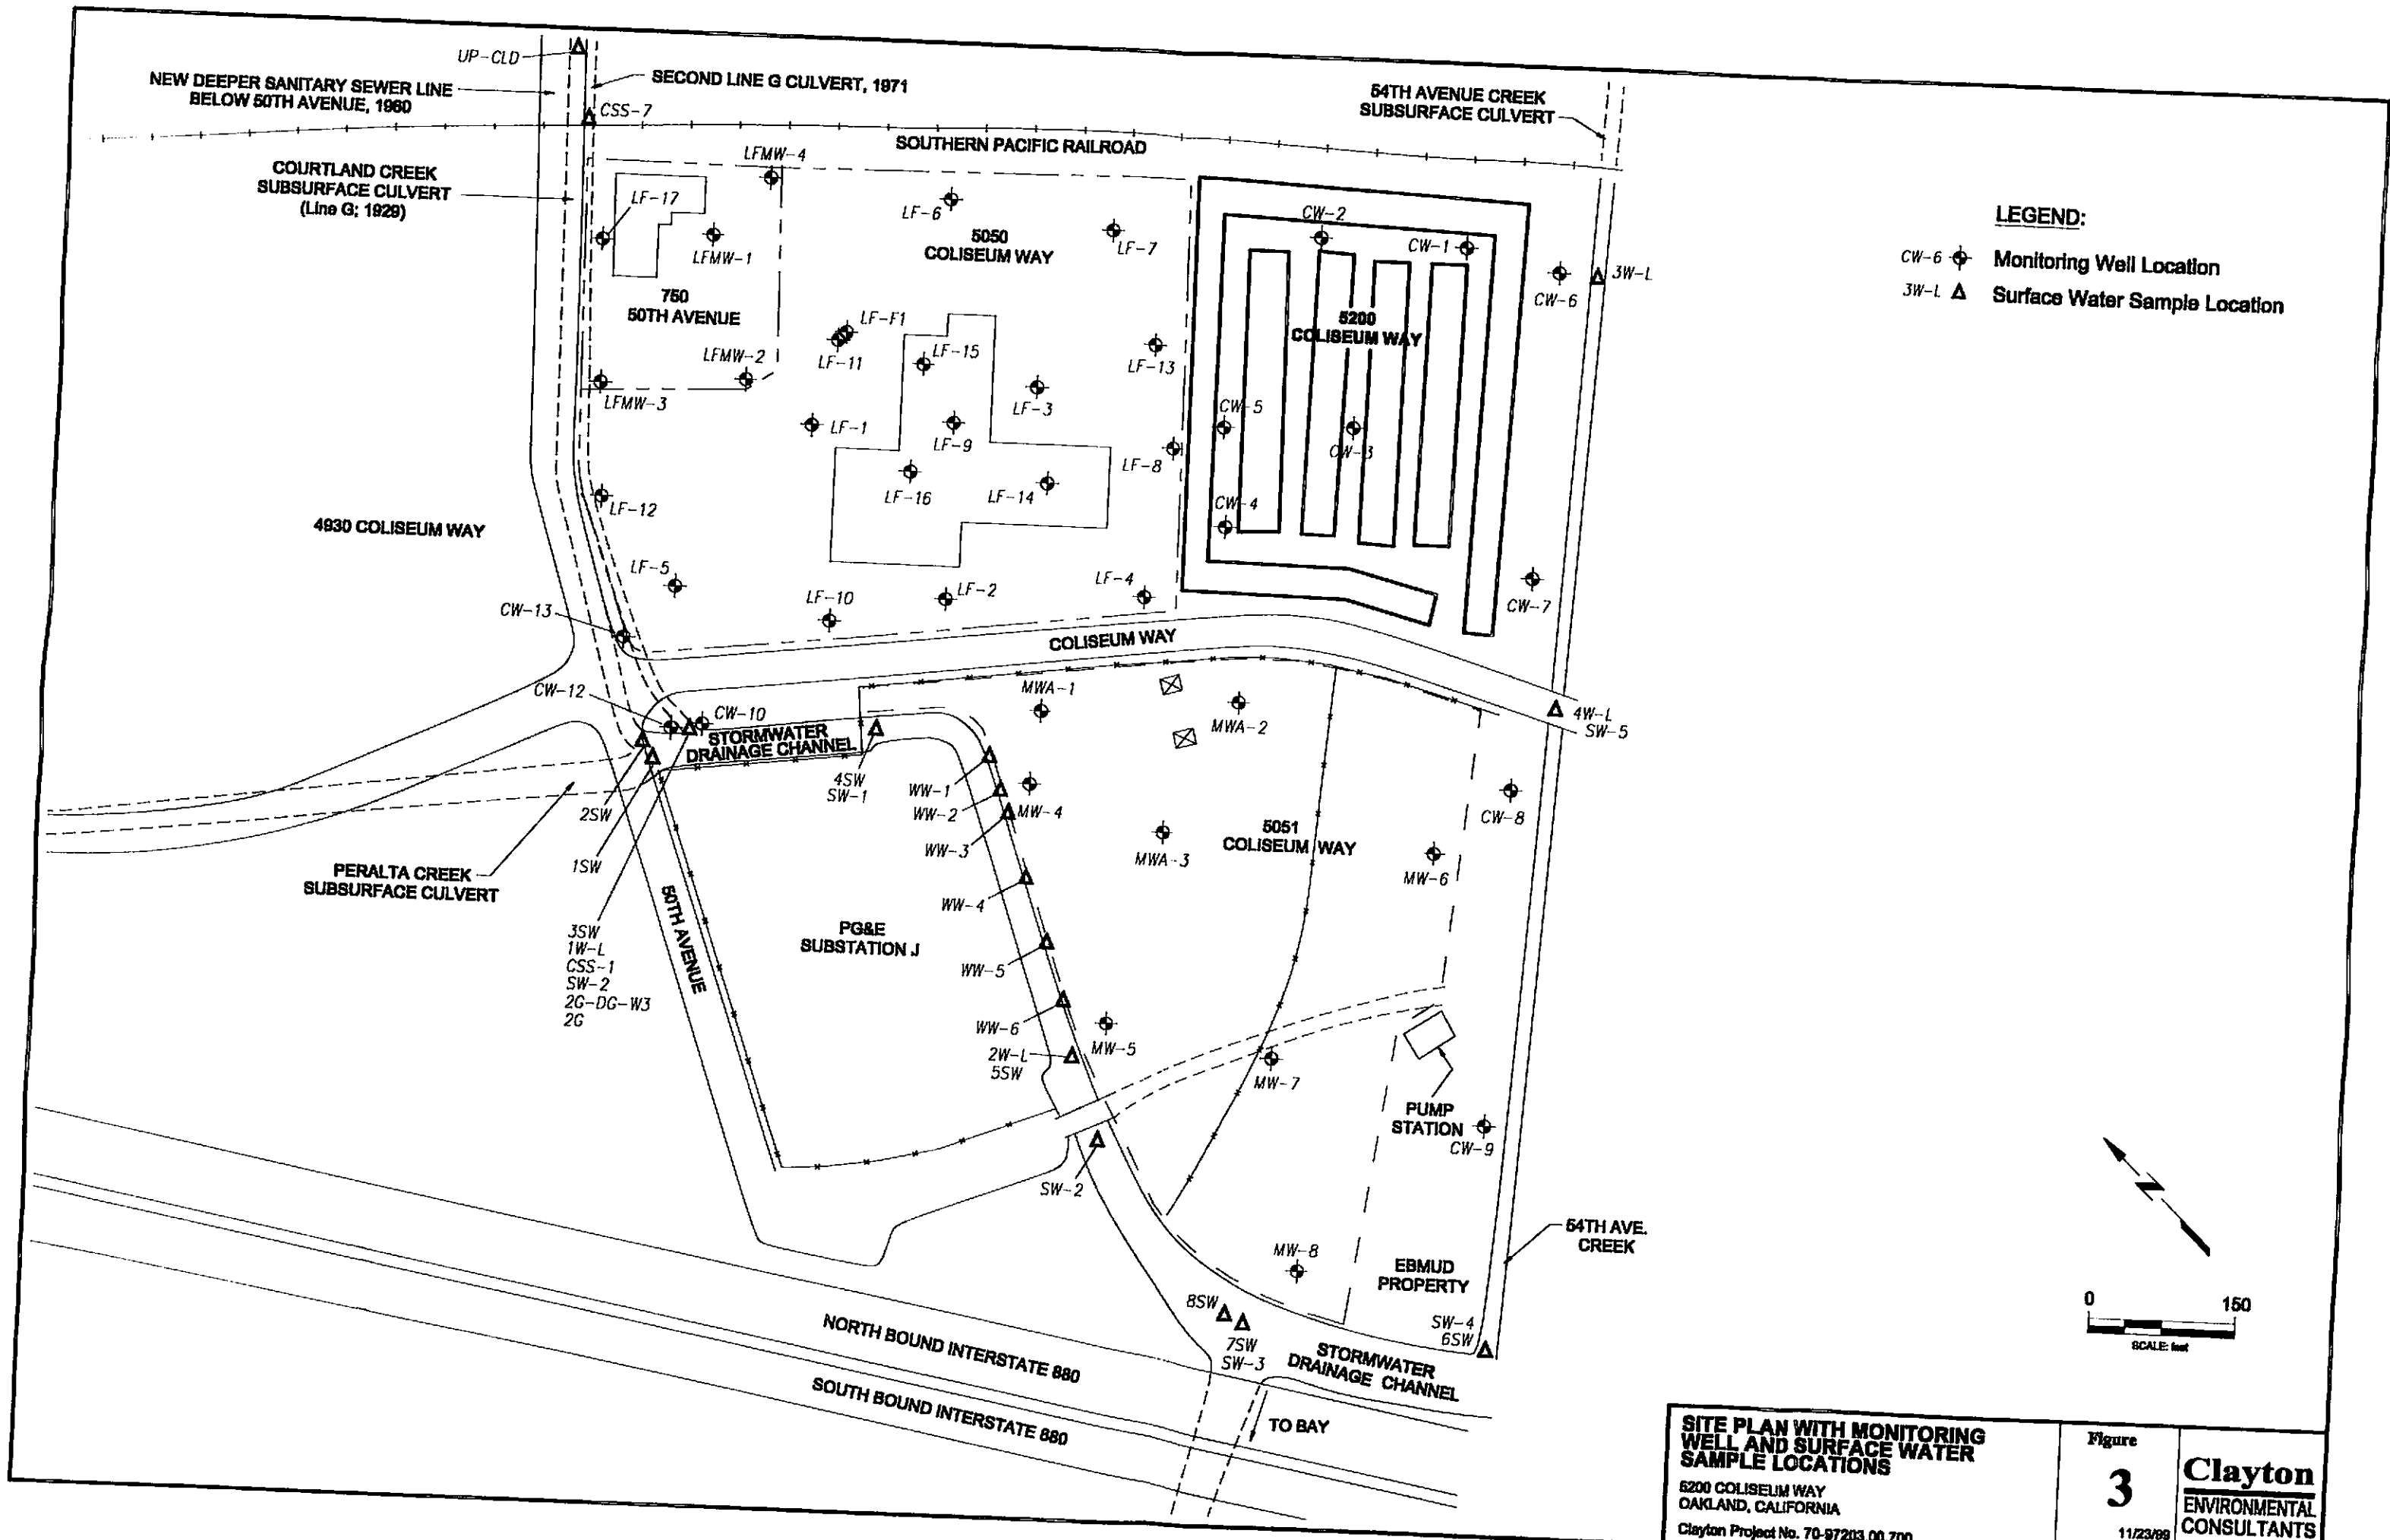 UP-CLD
NEW DEEPER SANITARY SEWER LINE
BELOW 50TH AVENUE, 1960
SECOND LINE G CULVERT, 1971
CSS-7
54TH AVENUE CREEK
SUBSURFACE CULVERT
SOUTHERN PACIFIC RAILROAD
COURTLAND CREEK
SUBSURFACE CULVERT
(Line G; 1929)
LFMW-4
LF-17
LFMW-1
LF-6
5050
COLISEUM WAY
LF-7
CW-2
CW-1
CW-6
3W-L
LEGEND:
CW-6
Monitoring Well Location
3W-L
Surface Water Sample Location
750
50TH AVENUE
LF-F1
LF-11
LF-15
LF-13
5200
COLISEUM WAY
LFMW-2
LFMW-3
LF-3
LF-1
LF-9
CW-5
CW-3
LF-8
LF-16
LF-14
CW-4
LF-12
4930 COLISEUM WAY
LF-5
LF-10
LF-2
LF-4
CW-7
CW-13
COLISEUM WAY
CW-12
CW-10
STORMWATER
DRAINAGE CHANNEL
MWA-1
MWA-2
4W-L
SW-5
4SW
SW-1
WW-1
WW-2
MW-4
WW-3
2SW
1SW
MWA-3
5051
COLISEUM WAY
CW-8
MW-6
PERALTA CREEK
SUBSURFACE CULVERT
WW-4
50TH AVENUE
3SW
1W-L
CSS-1
SW-2
2G-DG-W3
2G
PG&E
SUBSTATION J
WW-5
WW-6
2W-L
5SW
MW-5
MW-7
PUMP
STATION
CW-9
SW-2
54TH AVE.
CREEK
MW-8
EBMUD
PROPERTY
8SW
7SW
SW-3
SW-4
6SW
STORMWATER
DRAINAGE CHANNEL
NORTH BOUND INTERSTATE 880
SOUTH BOUND INTERSTATE 880
TO BAY
N
0 150
SCALE: feet
SITE PLAN WITH MONITORING
WELL AND SURFACE WATER
SAMPLE LOCATIONS
5200 COLISEUM WAY
OAKLAND, CALIFORNIA
Clayton Project No. 70-97203.00.700
Figure
3
11/23/99
Clayton
ENVIRONMENTAL
CONSULTANTS